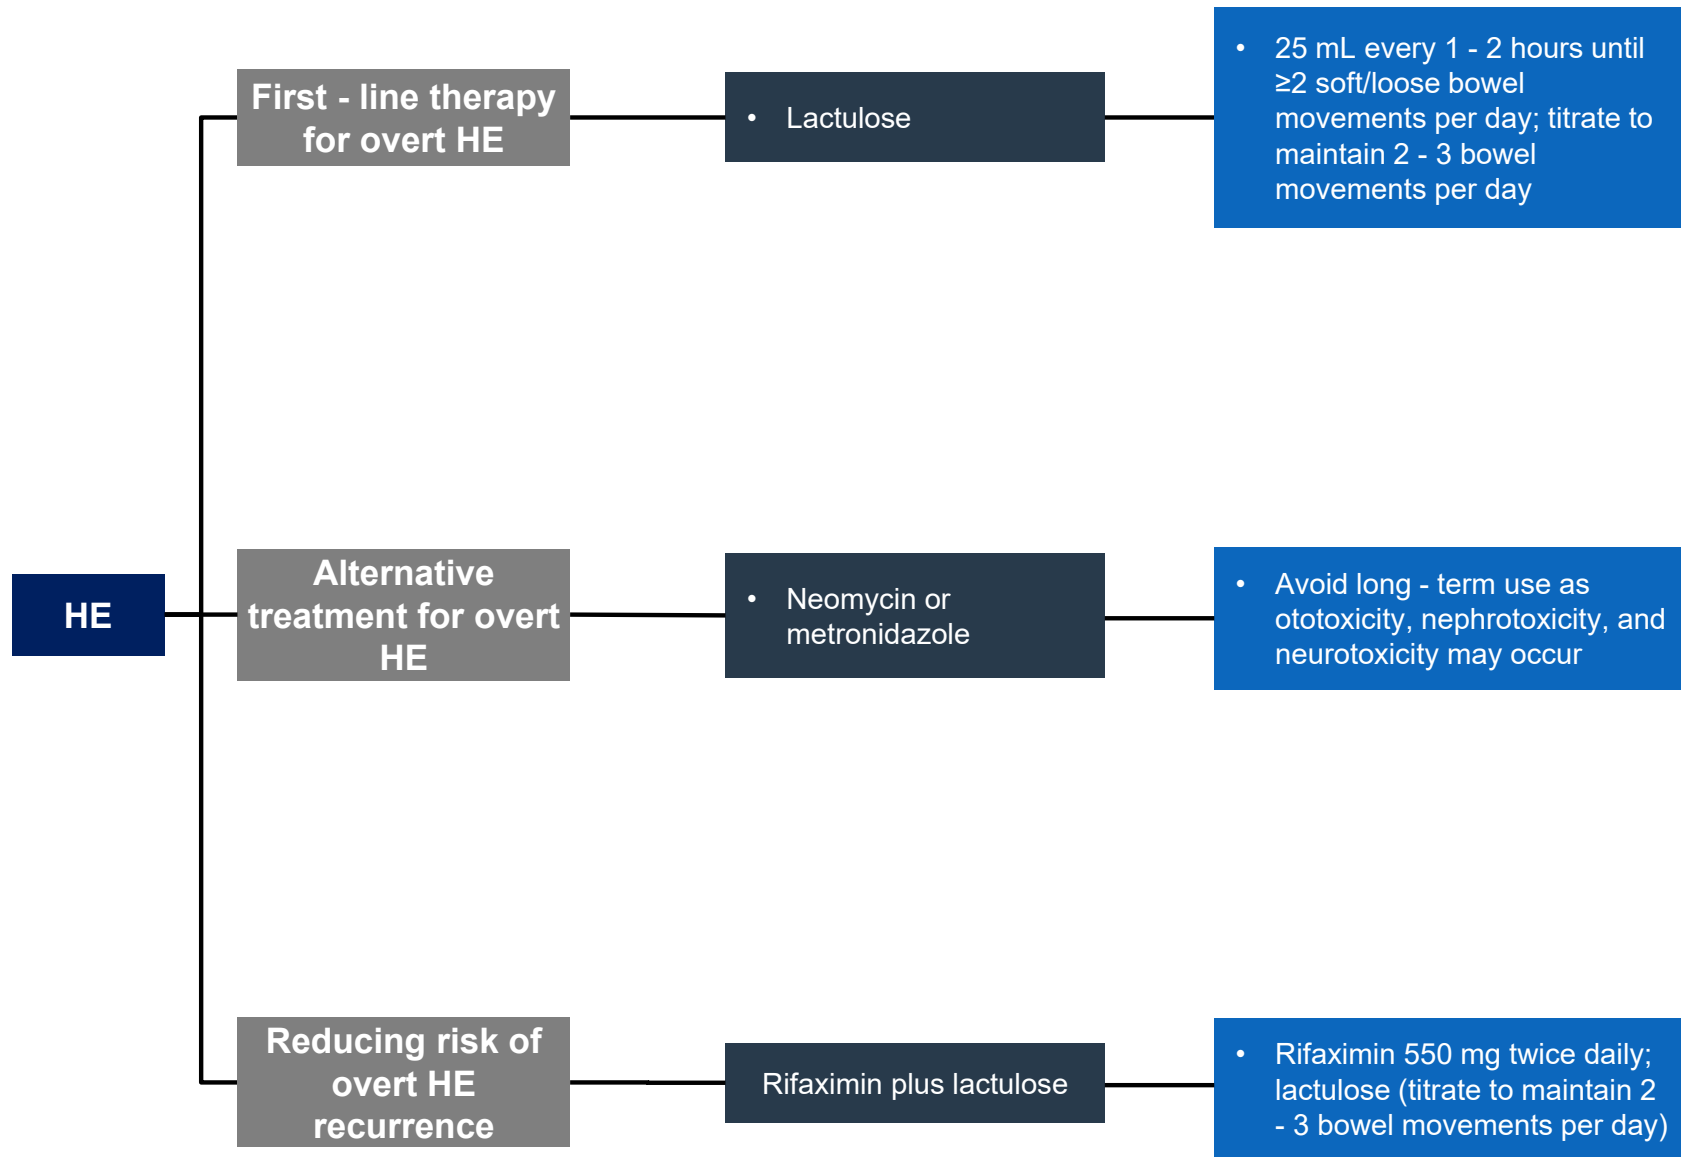 First - line therapy
for overt HE
• Lactulose
• 25 mL every 1 - 2 hours until
≥2 soft/loose bowel
movements per day; titrate to
maintain 2 - 3 bowel
movements per day
HE
Alternative
treatment for overt
HE
• Neomycin or
metronidazole
• Avoid long - term use as
ototoxicity, nephrotoxicity, and
neurotoxicity may occur
Reducing risk of
overt HE
recurrence
Rifaximin plus lactulose
• Rifaximin 550 mg twice daily;
lactulose (titrate to maintain 2
- 3 bowel movements per day)